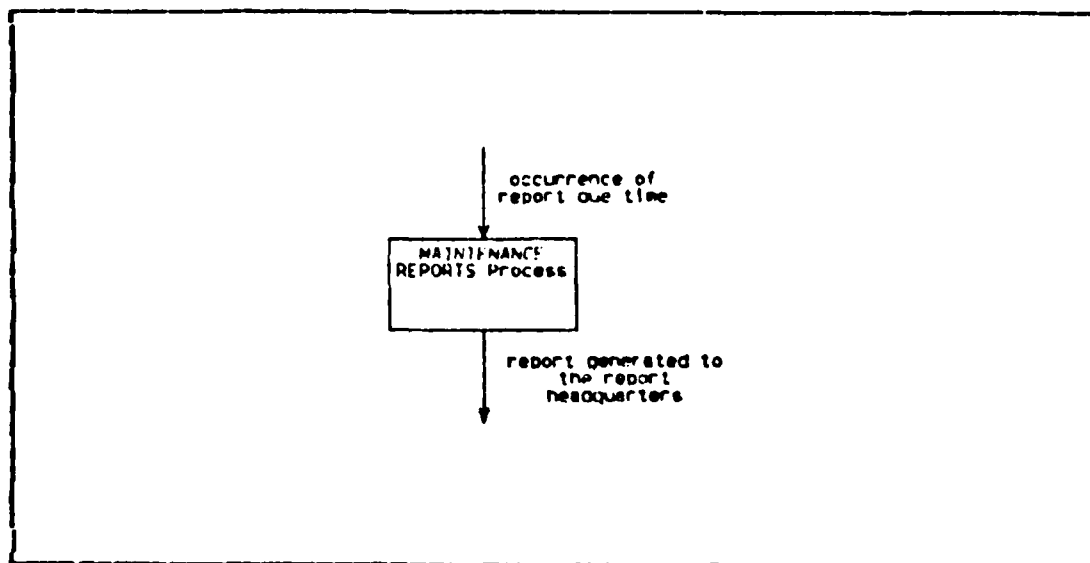 occurrence of
report due time
MAINTENANCE
REPORTS Process
report generated to
the report
headquarters